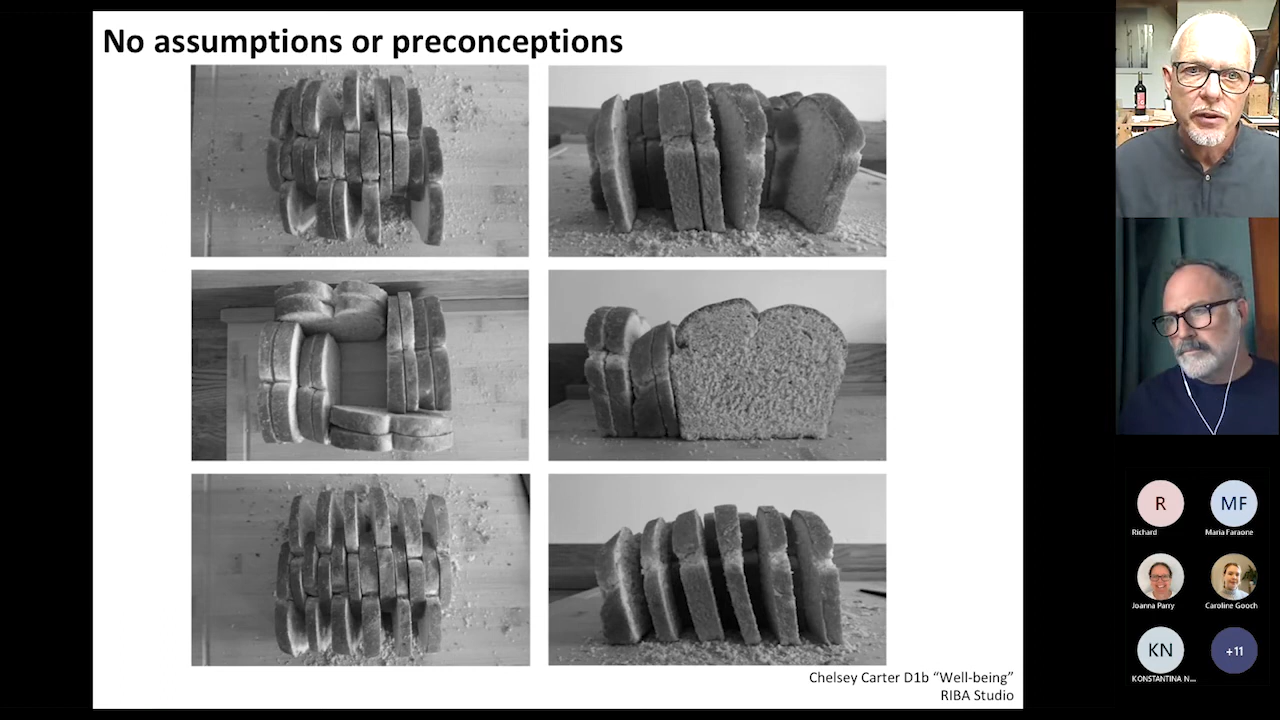 No assumptions or preconceptions
Chelsey Carter D1b “Well-being”
RIBA Studio
R
MF
Richard
Maria Faraone
Joanna Parry
Caroline Gooch
KN
+11
KONSTANTINA N...